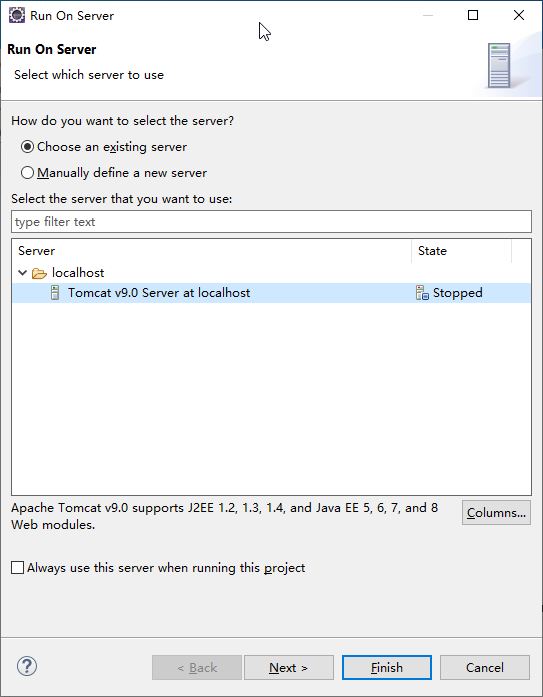 Run On Server
Run On Server
Select which server to use
How do you want to select the server?
Choose an existing server
Manually define a new server
Select the server that you want to use:
type filter text
Server State
localhost
Tomcat v9.0 Server at localhost Stopped
Apache Tomcat v9.0 supports J2EE 1.2, 1.3, 1.4, and Java EE 5, 6, 7, and 8
Web modules.
Columns...
Always use this server when running this project
< Back Next > Finish Cancel